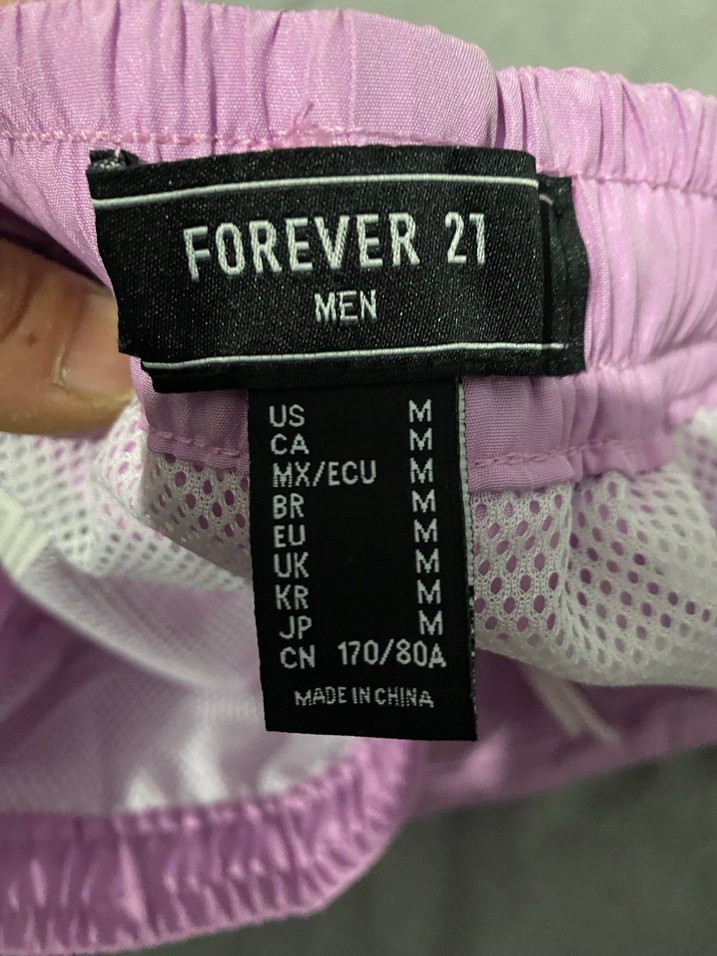 FOREVER 21
MEN
US M
CA M
MX/ECU M
BR M
EU M
UK M
KR M
JP M
CN 170/80A
MADE IN CHINA